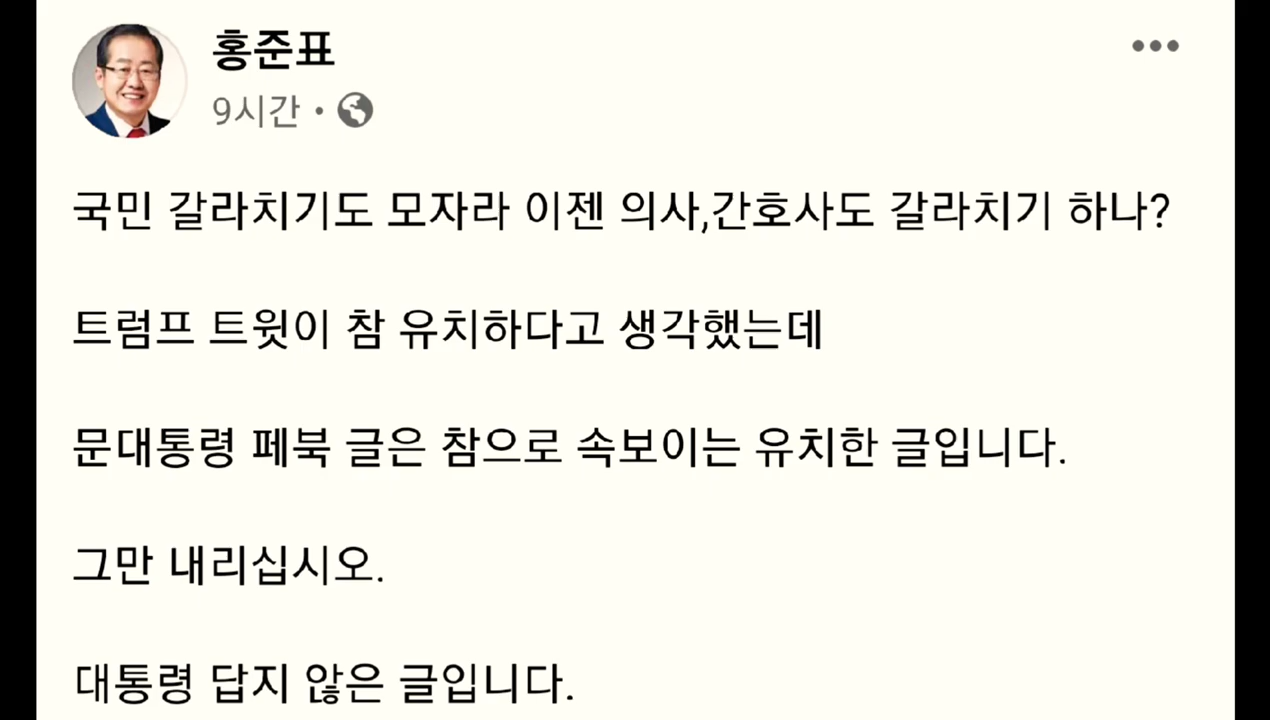 홍준표
9시간 •
국민 갈라치기도 모자라 이젠 의사,간호사도 갈라치기 하나?
트럼프 트윗이 참 유치하다고 생각했는데
문대통령 페북 글은 참으로 속보이는 유치한 글입니다.
그만 내리십시오.
대통령 답지 않은 글입니다.